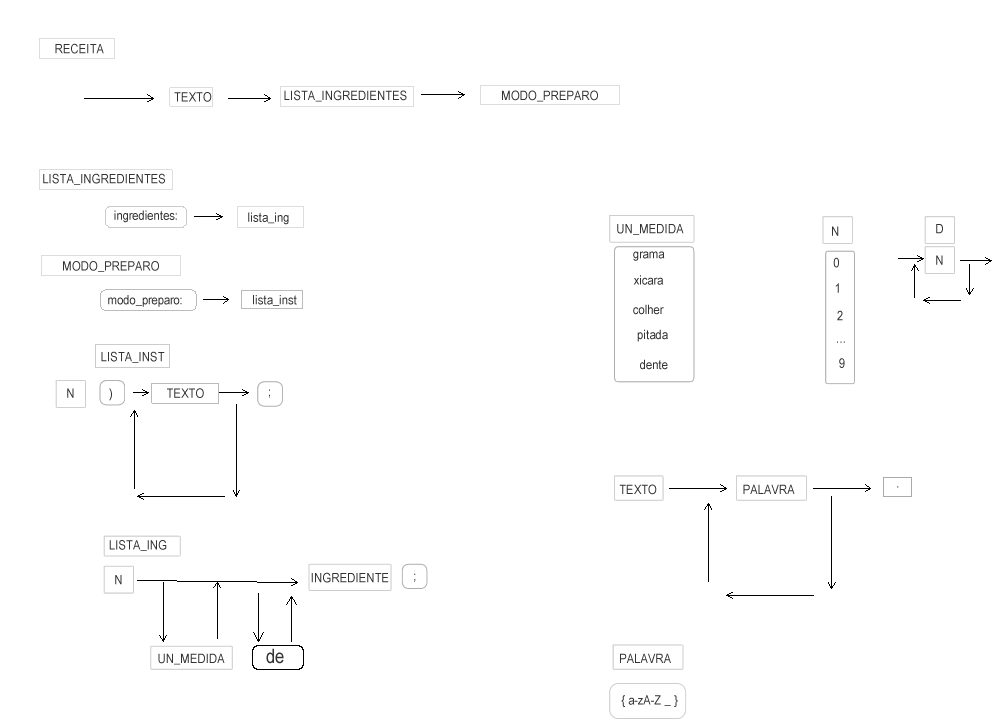 RECEITA
TEXTO LISTA_INGREDIENTES MODO_PREPARO
LISTA_INGREDIENTES
ingredientes: lista_ing
MODO_PREPARO
modo_preparo: lista_inst
LISTA_INST
N ) TEXTO ;
LISTA_ING
N INGREDIENTE ;
UN_MEDIDA de
UN_MEDIDA
grama
xicara
colher
pitada
dente
N
0
1
2
...
9
D
N
TEXTO PALAVRA .
PALAVRA
{ a-zA-Z _ }